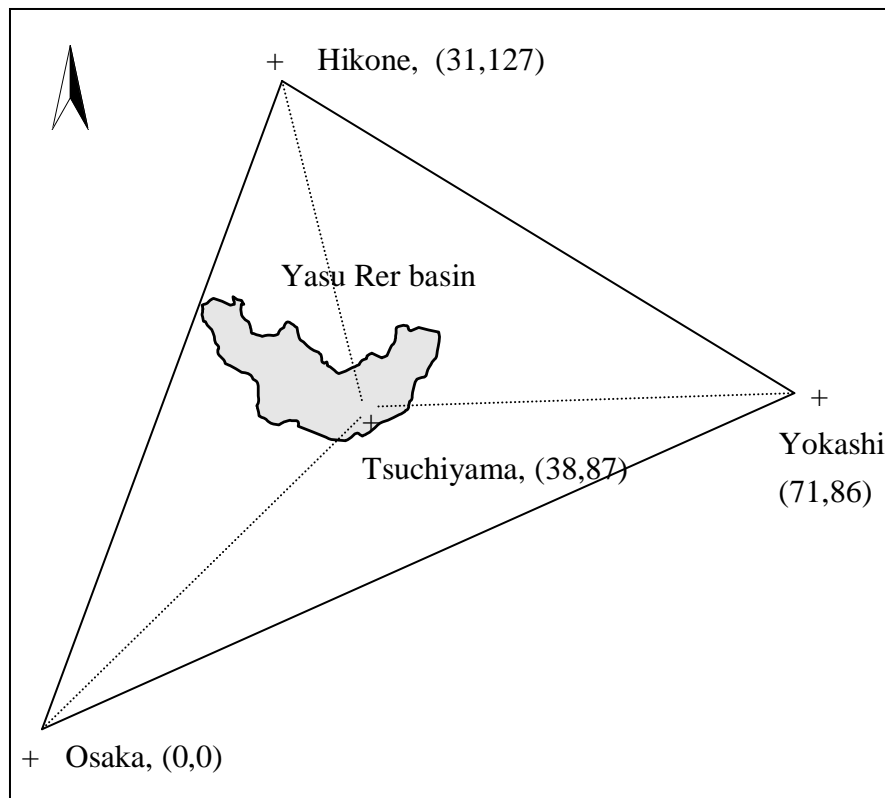 Hikone, (31,127)
Yasu Rer basin
Tsuchiyama, (38,87)
Yokashi
(71,86)
Osaka, (0,0)